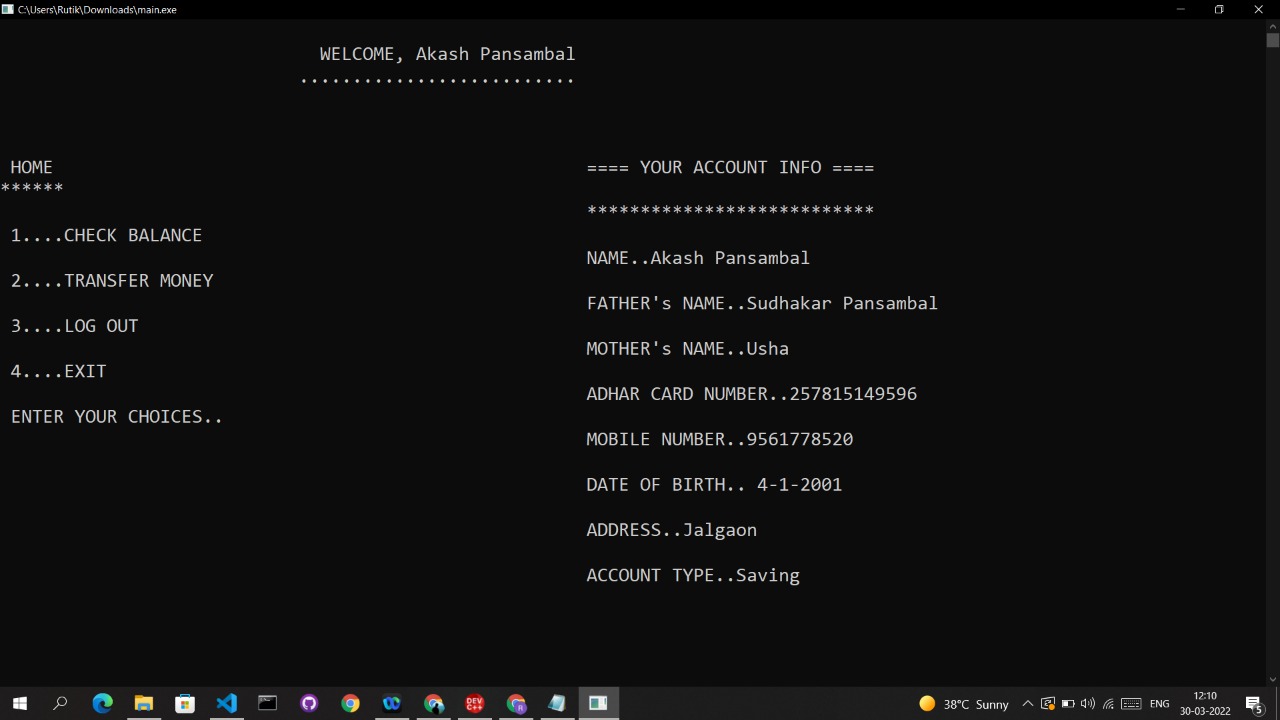 C:\Users\Rutik\Downloads\main.exe
WELCOME, Akash Pansambal
..........................
HOME
******
1....CHECK BALANCE
2....TRANSFER MONEY
3....LOG OUT
4....EXIT
ENTER YOUR CHOICES..
==== YOUR ACCOUNT INFO ====
***************************
NAME..Akash Pansambal
FATHER's NAME..Sudhakar Pansambal
MOTHER's NAME..Usha
ADHAR CARD NUMBER..257815149596
MOBILE NUMBER..9561778520
DATE OF BIRTH.. 4-1-2001
ADDRESS..Jalgaon
ACCOUNT TYPE..Saving
DEV C++
R
38°C Sunny
ENG
12:10
30-03-2022
5